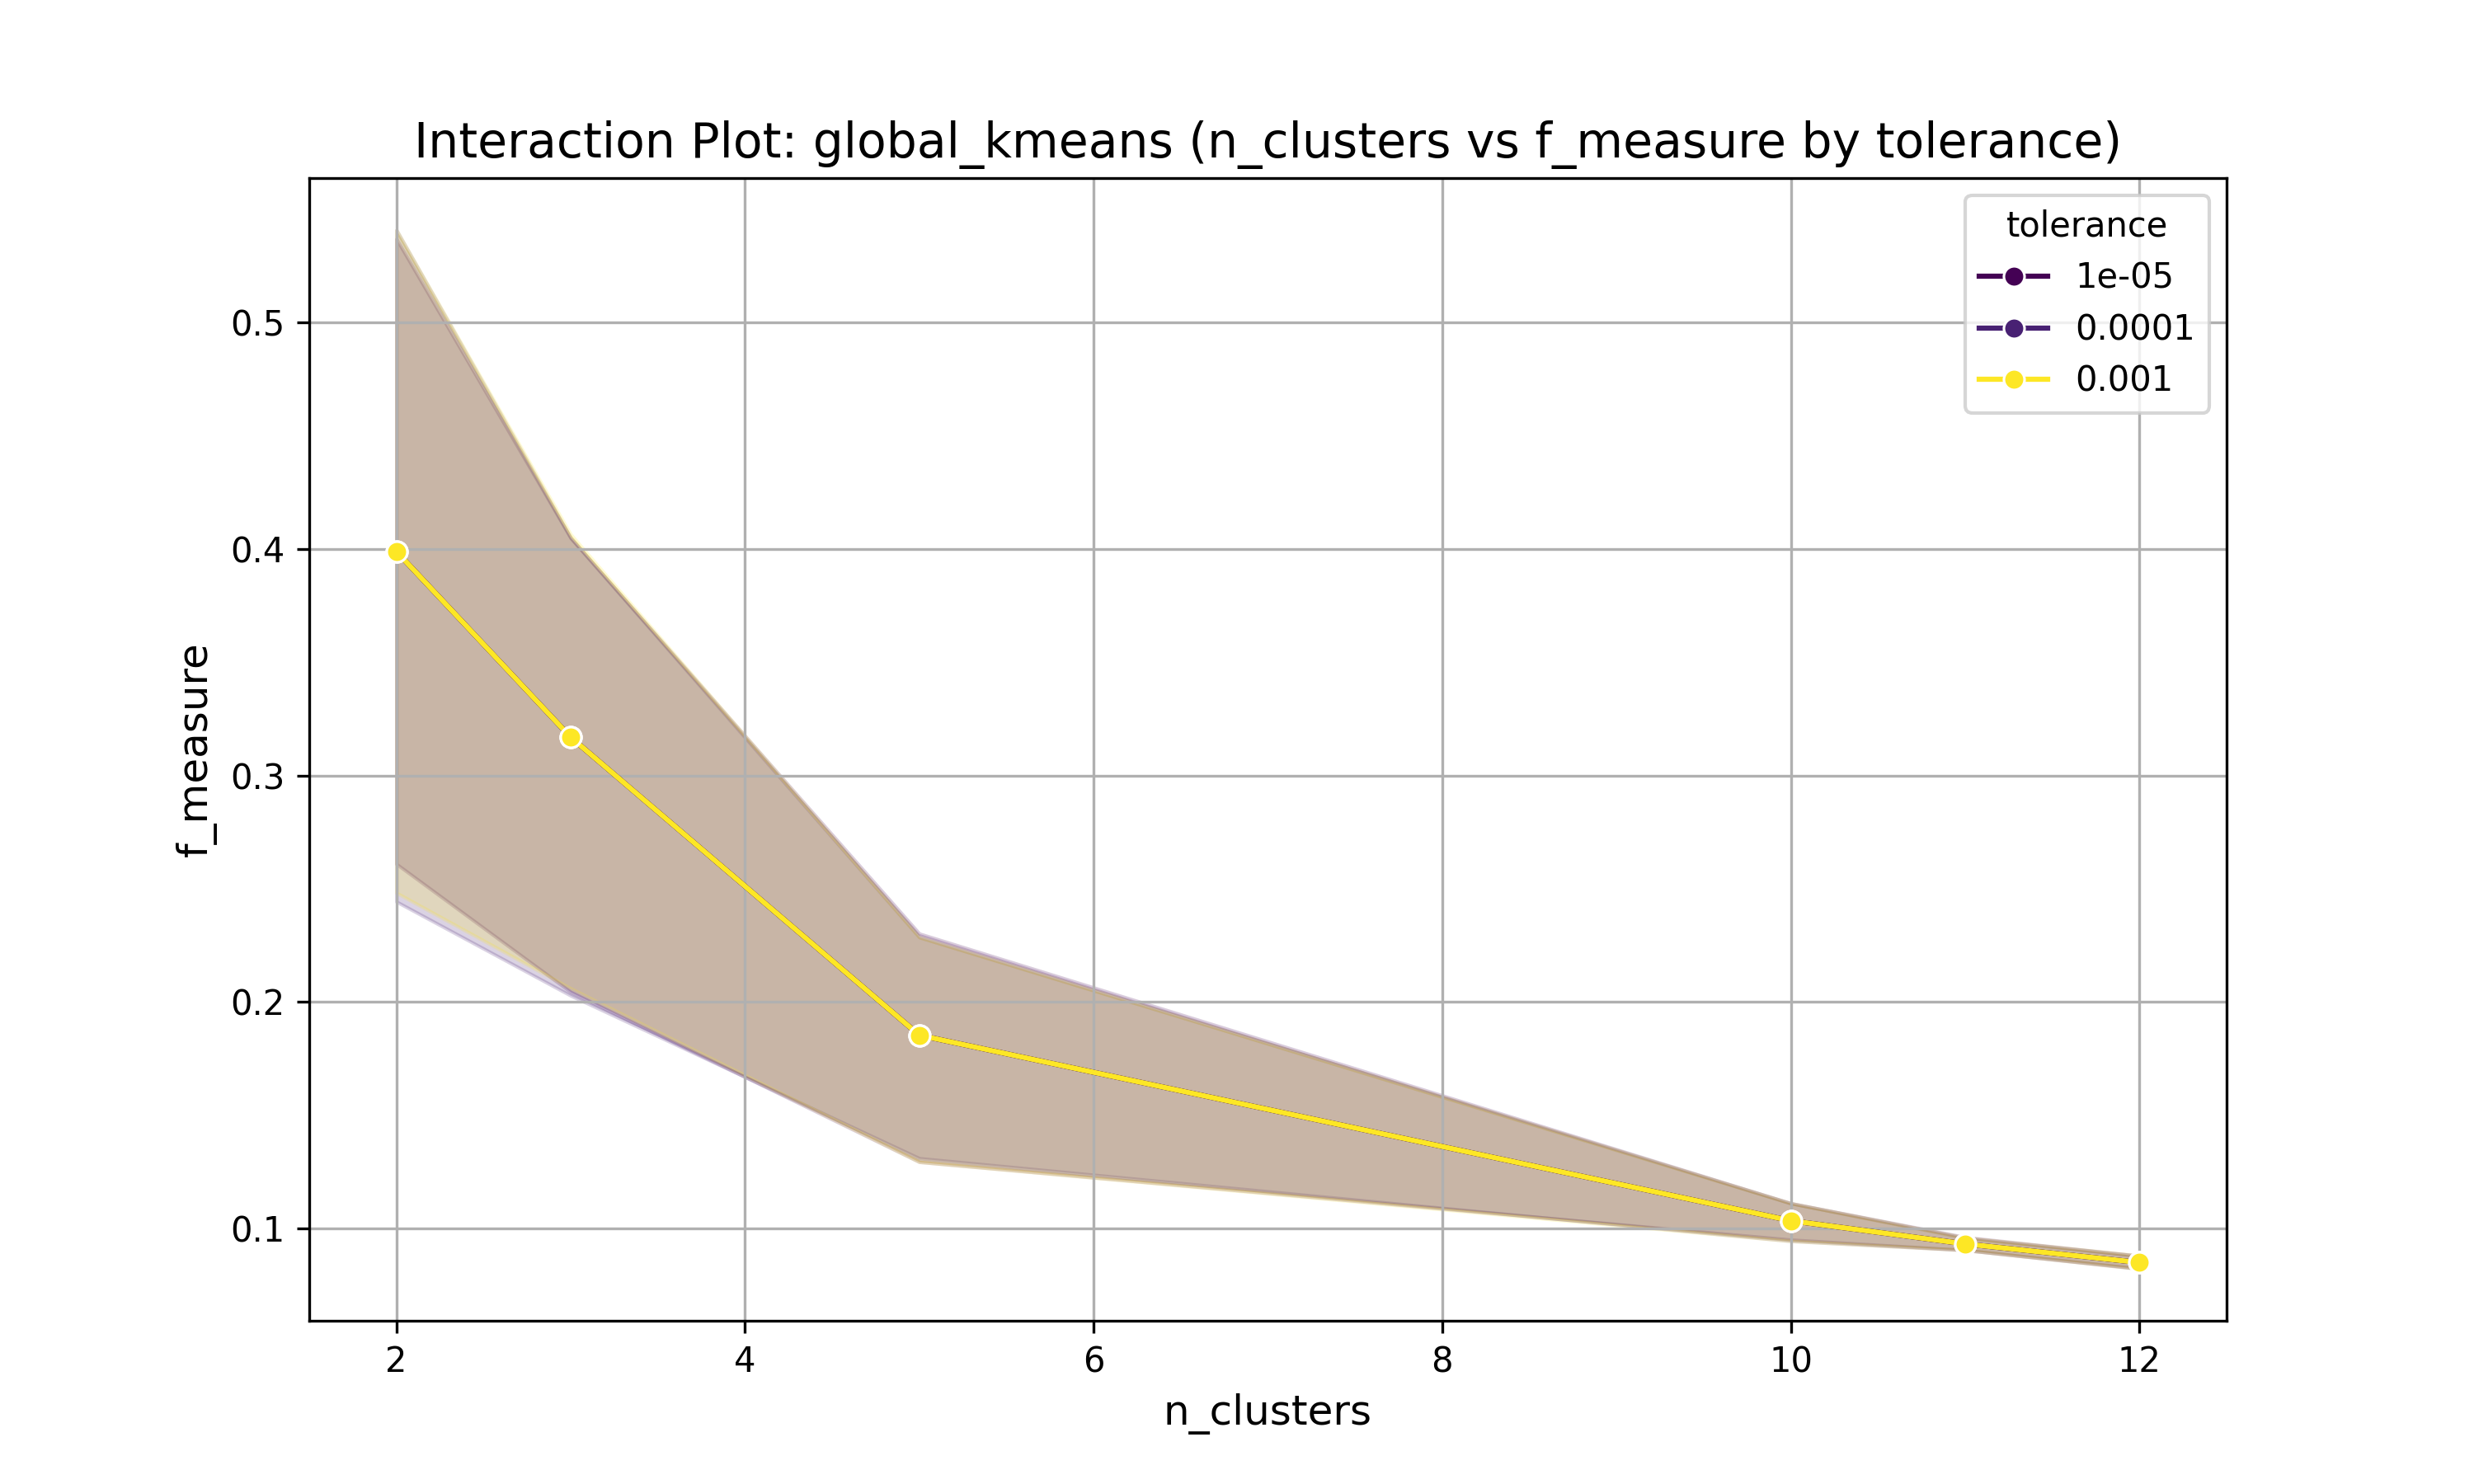 Interaction Plot: global_kmeans (n_clusters vs f_measure by tolerance)
tolerance
1e-05
0.0001
0.001
f_measure
0.5
0.4
0.3
0.2
0.1
2 4 6 8 10 12
n_clusters